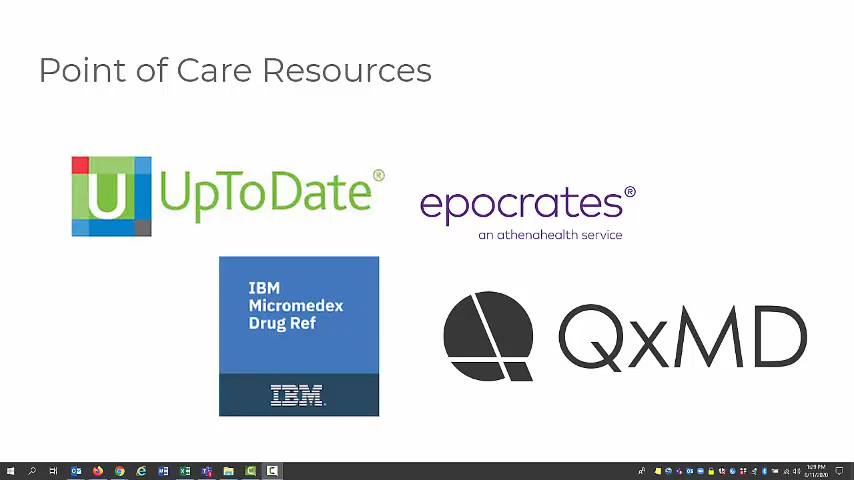 Point of Care Resources
U UpToDate®
epocrates®
an athenahealth service
IBM
Micromedex
Drug Ref
IBM
QxMD